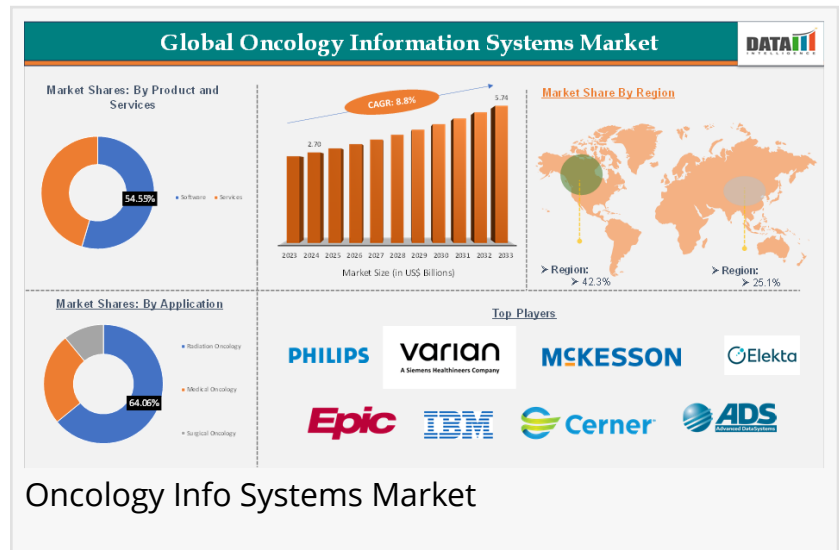 Global Oncology Information Systems Market
DATAM
INTELLIGENCE
Market Shares: By Product and
Services
54.55%
Software
Services
CAGR: 8.8%
2.70
5.74
2023 2024 2025 2026 2027 2028 2029 2030 2031 2032 2033
Market Size (in US$ Billions)
Market Share By Region
➤ Region:
➤ 42.3%
➤ Region:
➤ 25.1%
Market Shares: By Application
64.06%
Radiation Oncology
Medical Oncology
Surgical Oncology
Top Players
PHILIPS
varian
A Siemens Healthineers Company
MCKESSON
Elekta
Epic
IBM
Cerner
ADS
Advanced DataSystems
Oncology Info Systems Market